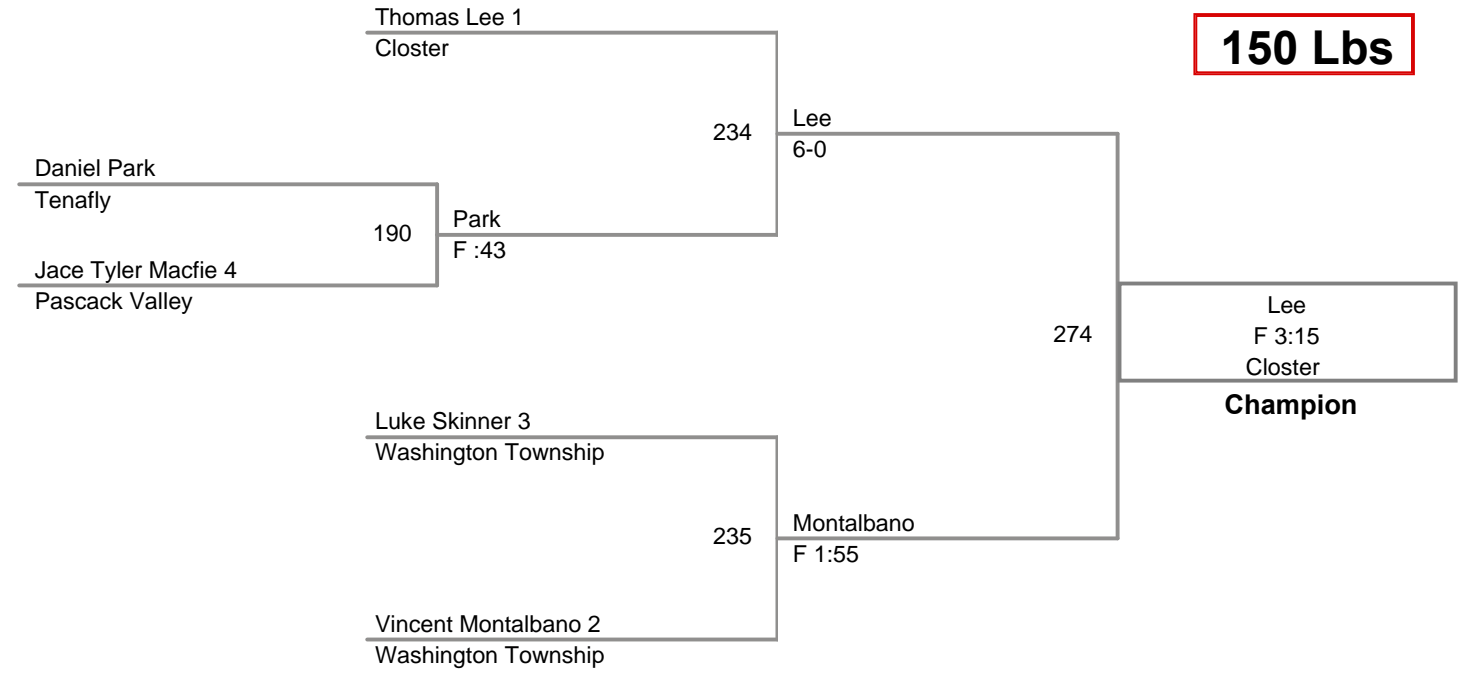 Thomas Lee 1
Closter
150 Lbs
234
Lee
6-0
Daniel Park
Tenafly
190
Park
F :43
Jace Tyler Macfie 4
Pascack Valley
274
Lee
F 3:15
Closter
Champion
Luke Skinner 3
Washington Township
235
Montalbano
F 1:55
Vincent Montalbano 2
Washington Township